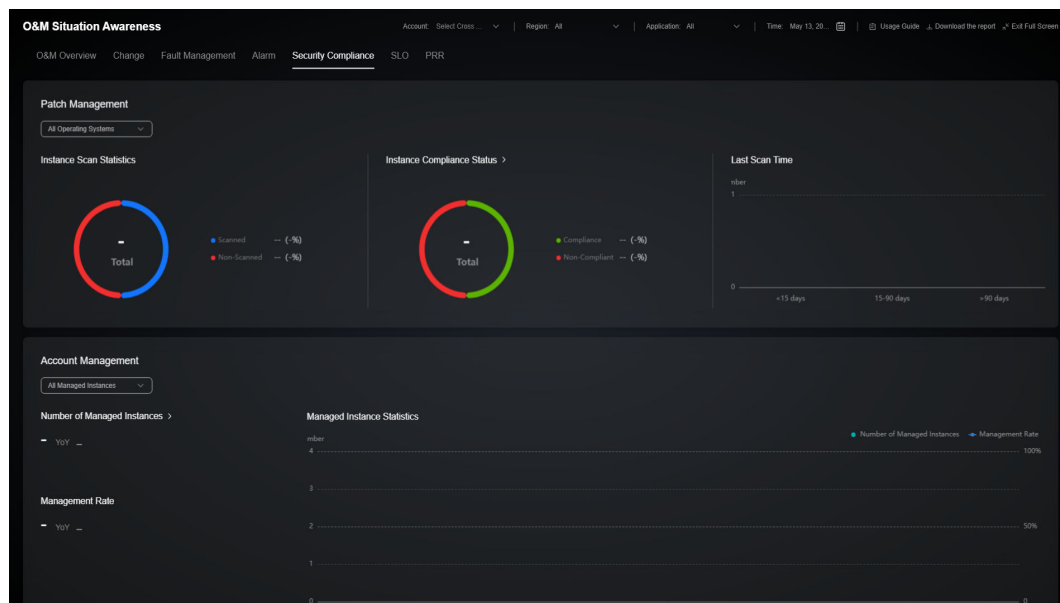 O&M Situation Awareness
Account: Select Cross ... Region: All Application: All Time: May 13, 20... Usage Guide Download the report Exit Full Screen
O&M Overview Change Fault Management Alarm Security Compliance SLO PRR
Patch Management
All Operating Systems
Instance Scan Statistics
- 
Total
Scanned -- (-%)
Non-Scanned -- (-%)
Instance Compliance Status >
-
Total
Compliance -- (-%)
Non-Compliant -- (-%)
Last Scan Time
mber
1
0
<15 days 15-90 days >90 days
Account Management
All Managed Instances
Number of Managed Instances >
- YoY --
Management Rate
- YoY --
Managed Instance Statistics
Number of Managed Instances Management Rate
mber
4 100%
3
2 50%
1
0 0